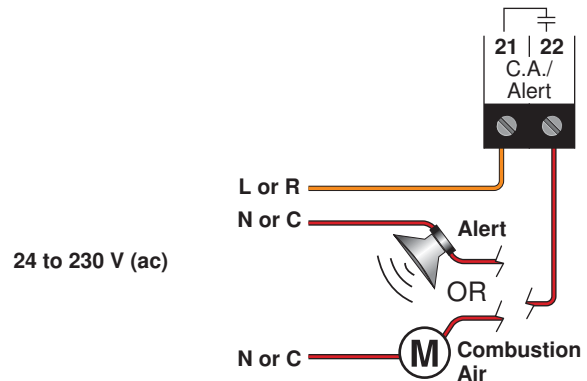 21 | 22
C.A./
Alert
L or R
N or C
Alert
24 to 230 V (ac)
OR
N or C
M
Combustion
Air